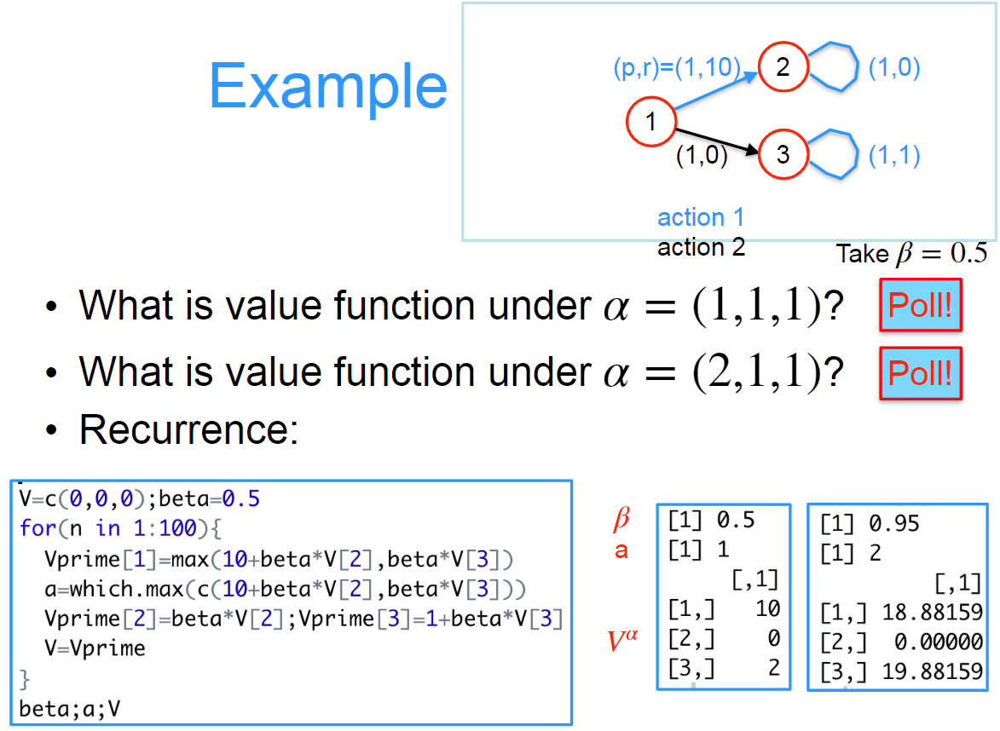 Example
(p,r)=(1,10)
2
(1,0)
1
(1,0)
3
(1,1)
action 1
action 2
Take β = 0.5
• What is value function under α = (1,1,1)?
Poll!
• What is value function under α = (2,1,1)?
Poll!
• Recurrence:
V=c(0,0,0);beta=0.5
for(n in 1:100){
Vprime[1]=max(10+beta*V[2],beta*V[3])
a=which.max(c(10+beta*V[2],beta*V[3]))
Vprime[2]=beta*V[2];Vprime[3]=1+beta*V[3]
V=Vprime
}
beta;a;V
β
a
V^α
[1] 0.5
[1] 1
[,1]
[1,] 10
[2,] 0
[3,] 2
[1] 0.95
[1] 2
[,1]
[1,] 18.88159
[2,] 0.00000
[3,] 19.88159